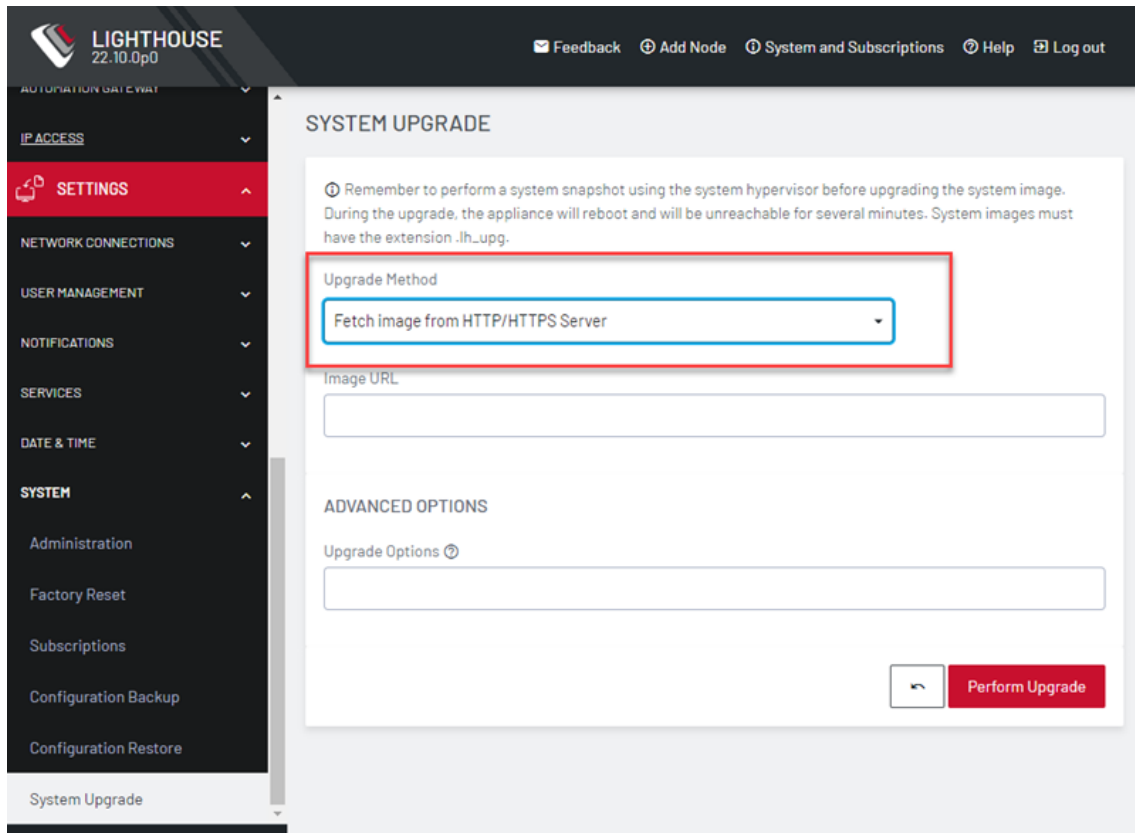 LIGHTHOUSE
22.10.0p0
Feedback
Add Node
System and Subscriptions
Help
Log out
AUTOMATION GATEWAY
IP ACCESS
SETTINGS
NETWORK CONNECTIONS
USER MANAGEMENT
NOTIFICATIONS
SERVICES
DATE & TIME
SYSTEM
Administration
Factory Reset
Subscriptions
Configuration Backup
Configuration Restore
System Upgrade
SYSTEM UPGRADE
Remember to perform a system snapshot using the system hypervisor before upgrading the system image.
During the upgrade, the appliance will reboot and will be unreachable for several minutes. System images must
have the extension .lh_upg.
Upgrade Method
Fetch image from HTTP/HTTPS Server
Image URL
ADVANCED OPTIONS
Upgrade Options
Perform Upgrade